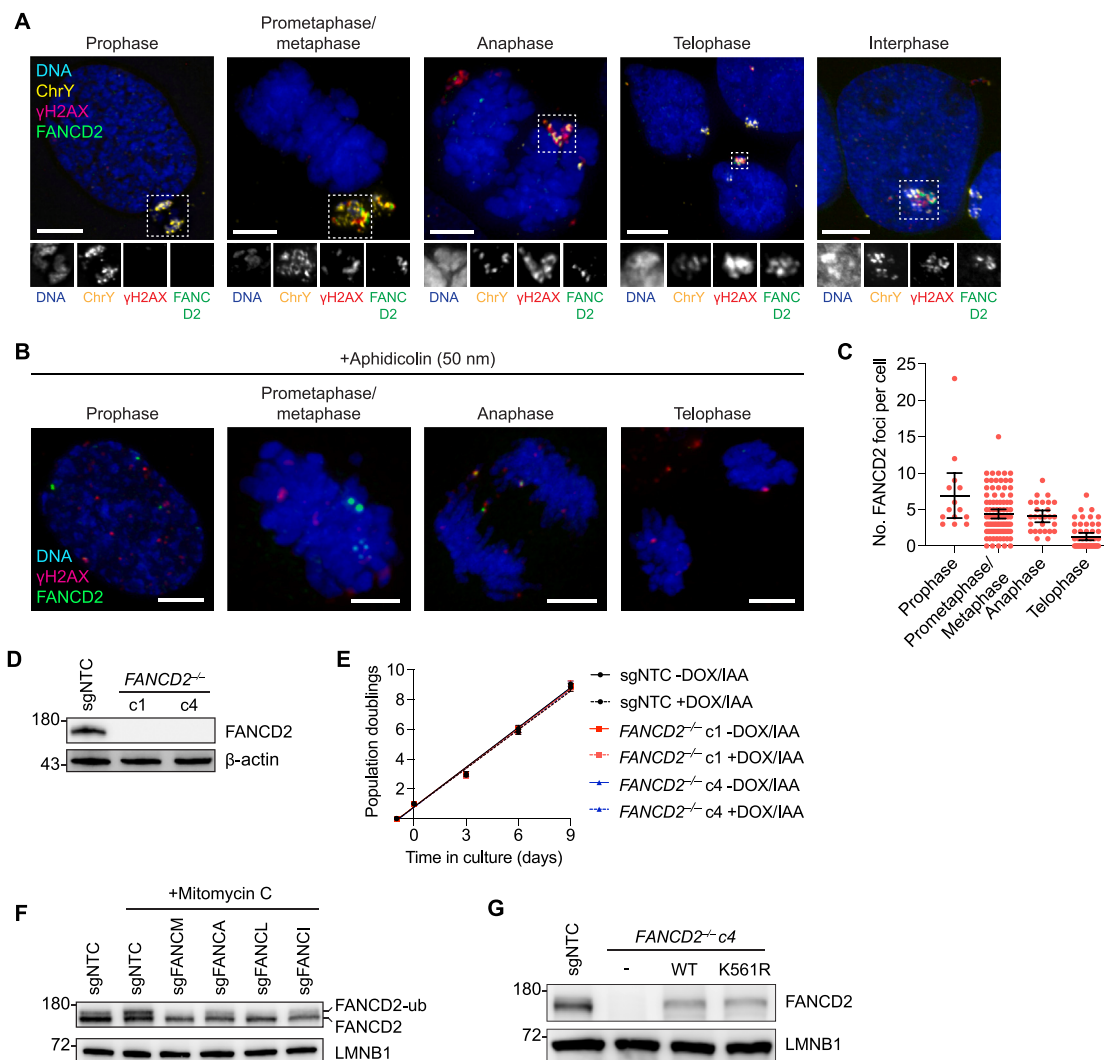 A
Prophase
Prometaphase/
metaphase
Anaphase
Telophase
Interphase
DNA
ChrY
γH2AX
FANCD2
DNA ChrY γH2AX FANC
D2
DNA ChrY γH2AX FANC
D2
DNA ChrY γH2AX FANC
D2
DNA ChrY γH2AX FANC
D2
DNA ChrY γH2AX FANC
D2
B
+Aphidicolin (50 nm)
Prophase
Prometaphase/
metaphase
Anaphase
Telophase
DNA
γH2AX
FANCD2
C
No. FANCD2 foci per cell
25
20
15
10
5
0
Prophase
Prometaphase/
Metaphase
Anaphase
Telophase
D
sgNTC
FANCD2–/–
c1 c4
180
FANCD2
43
β-actin
E
Population doublings
10
8
6
4
2
0 3 6 9
Time in culture (days)
sgNTC -DOX/IAA
sgNTC +DOX/IAA
FANCD2–/– c1 -DOX/IAA
FANCD2–/– c1 +DOX/IAA
FANCD2–/– c4 -DOX/IAA
FANCD2–/– c4 +DOX/IAA
F
+Mitomycin C
sgNTC
sgNTC
sgFANCM
sgFANCA
sgFANCL
sgFANCI
180
FANCD2-ub
FANCD2
72
LMNB1
G
sgNTC
FANCD2–/– c4
- WT K561R
180
FANCD2
72
LMNB1